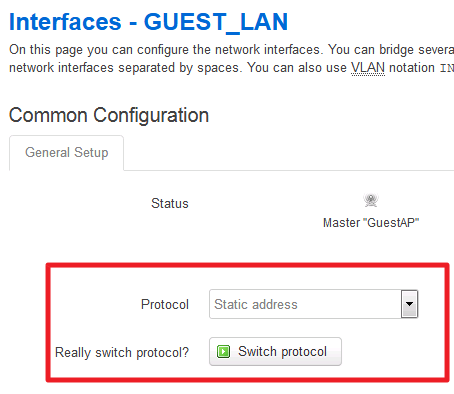 Interfaces - GUEST_LAN
On this page you can configure the network interfaces. You can bridge severa
network interfaces separated by spaces. You can also use VLAN notation IN
Common Configuration
General Setup
Status
Master "GuestAP"
Protocol Static address
Really switch protocol? Switch protocol